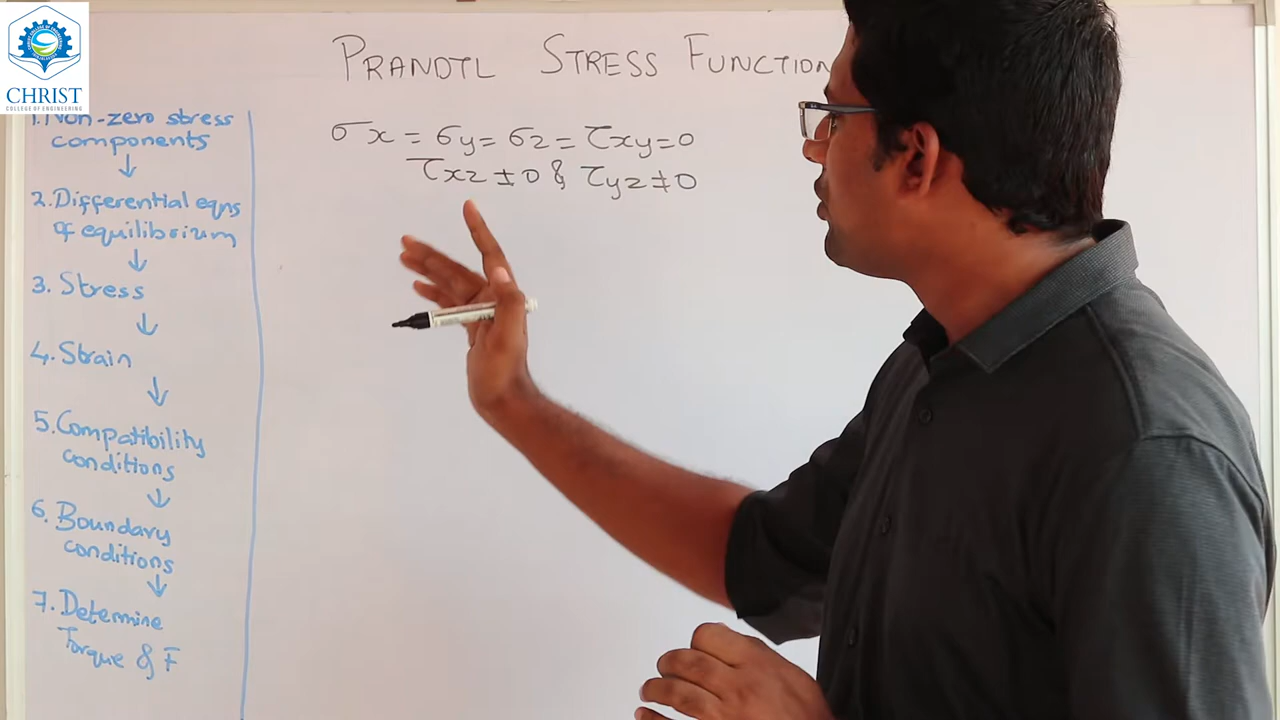 CHRIST
COLLEGE OF ENGINEERING
PRANDTL STRESS FUNCTION
1. Non-zero stress
components
↓
2. Differential eqns
of equilibrium
↓
3. Stress
↓
4. Strain
↓
5. Compatibility
conditions
↓
6. Boundary
conditions
↓
7. Determine
Torque & F
σx = σy = σz = τxy = 0
τxz ≠ 0 & τyz ≠ 0